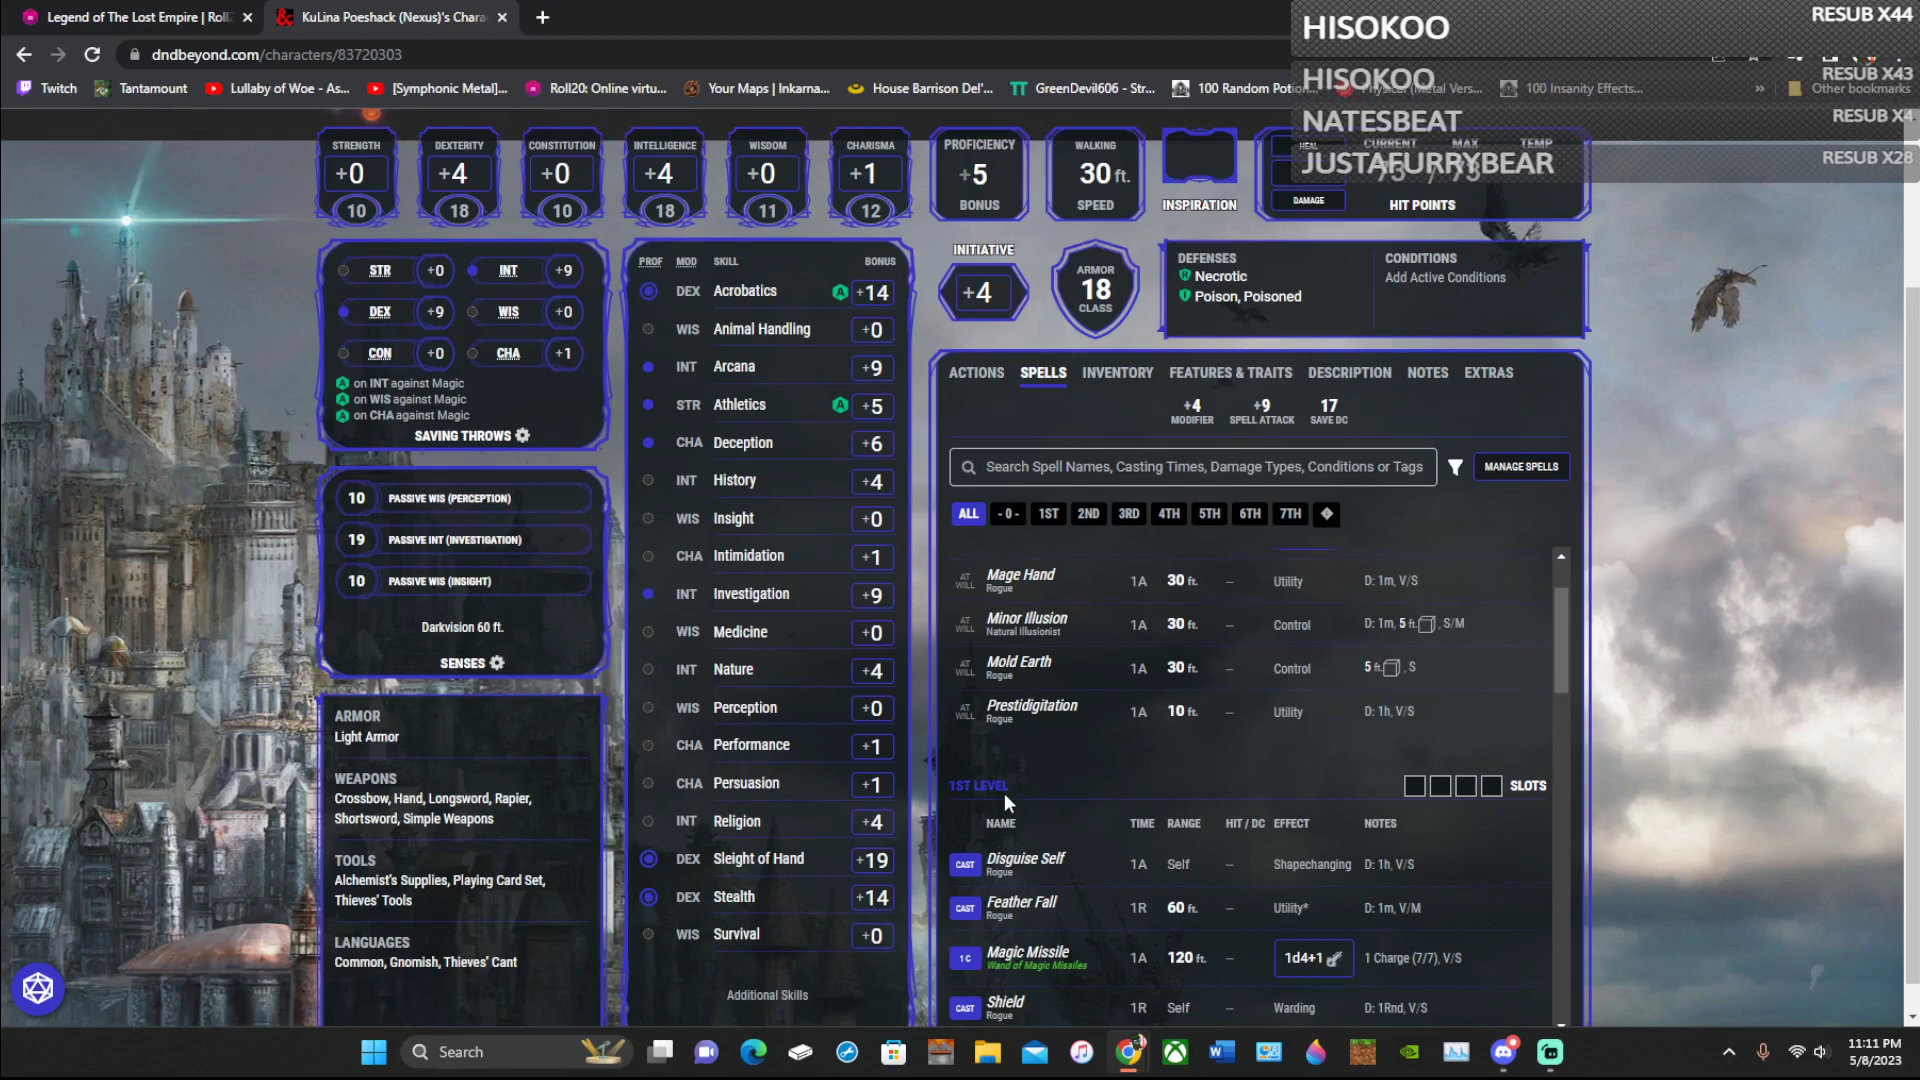 Legend of The Lost Empire | Roll2
KuLina Poeshack (Nexus)'s Chara
dndbeyond.com/characters/83720303
Twitch
Tantamount
Lullaby of Woe - As...
[Symphonic Metal]...
Roll20: Online virtu...
Your Maps | Inkarna...
House Barrison Del'...
GreenDevil606 - Str...
100 Random Potio
(Metal Vers...
100 Insanity Effects...
Other bookmarks
HISOKOO RESUB X44
HISOKOO RESUB X43
NATESBEAT RESUB X4
JUSTAFURRYBEAR RESUB X28
STRENGTH +0 10
DEXTERITY +4 18
CONSTITUTION +0 10
INTELLIGENCE +4 18
WISDOM +0 11
CHARISMA +1 12
PROFICIENCY +5 BONUS
WALKING 30 ft. SPEED
INSPIRATION
HEAL
DAMAGE
CURRENT MAX TEMP
73 / 73
HIT POINTS
STR +0
INT +9
DEX +9
WIS +0
CON +0
CHA +1
on INT against Magic
on WIS against Magic
on CHA against Magic
SAVING THROWS
10 PASSIVE WIS (PERCEPTION)
19 PASSIVE INT (INVESTIGATION)
10 PASSIVE WIS (INSIGHT)
Darkvision 60 ft.
SENSES
ARMOR
Light Armor
WEAPONS
Crossbow, Hand, Longsword, Rapier,
Shortsword, Simple Weapons
TOOLS
Alchemist's Supplies, Playing Card Set,
Thieves' Tools
LANGUAGES
Common, Gnomish, Thieves' Cant
PROF MOD SKILL BONUS
DEX Acrobatics A +14
WIS Animal Handling +0
INT Arcana +9
STR Athletics A +5
CHA Deception +6
INT History +4
WIS Insight +0
CHA Intimidation +1
INT Investigation +9
WIS Medicine +0
INT Nature +4
WIS Perception +0
CHA Performance +1
CHA Persuasion +1
INT Religion +4
DEX Sleight of Hand +19
DEX Stealth +14
WIS Survival +0
Additional Skills
INITIATIVE
+4
ARMOR
18
CLASS
DEFENSES
Necrotic
Poison, Poisoned
CONDITIONS
Add Active Conditions
ACTIONS SPELLS INVENTORY FEATURES & TRAITS DESCRIPTION NOTES EXTRAS
+4 +9 17
MODIFIER SPELL ATTACK SAVE DC
Search Spell Names, Casting Times, Damage Types, Conditions or Tags
MANAGE SPELLS
ALL - 0 - 1ST 2ND 3RD 4TH 5TH 6TH 7TH
AT WILL Mage Hand 1A 30 ft. – Utility D: 1m, V/S
Rogue
AT WILL Minor Illusion 1A 30 ft. – Control D: 1m, 5 ft. , S/M
Natural Illusionist
AT WILL Mold Earth 1A 30 ft. – Control 5 ft. , S
Rogue
AT WILL Prestidigitation 1A 10 ft. – Utility D: 1h, V/S
Rogue
1ST LEVEL SLOTS
NAME TIME RANGE HIT / DC EFFECT NOTES
CAST Disguise Self 1A Self – Shapechanging D: 1h, V/S
Rogue
CAST Feather Fall 1R 60 ft. – Utility* D: 1m, V/M
Rogue
1 C Magic Missile 1A 120 ft. – 1d4+1 1 Charge (7/7), V/S
Wand of Magic Missiles
CAST Shield 1R Self – Warding D: 1Rnd, V/S
Rogue
Search
11:11 PM
5/8/2023